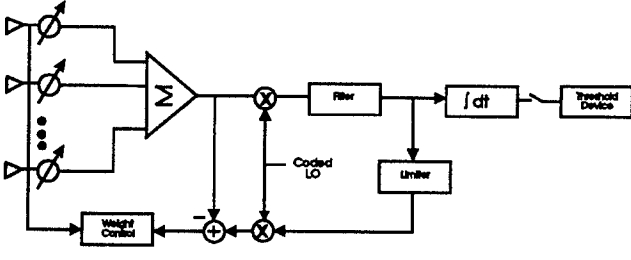 Σ
X
Filter
∫dt
Threshold
Device
Coded
LO
Limiter
Weight
Control
−
+
X